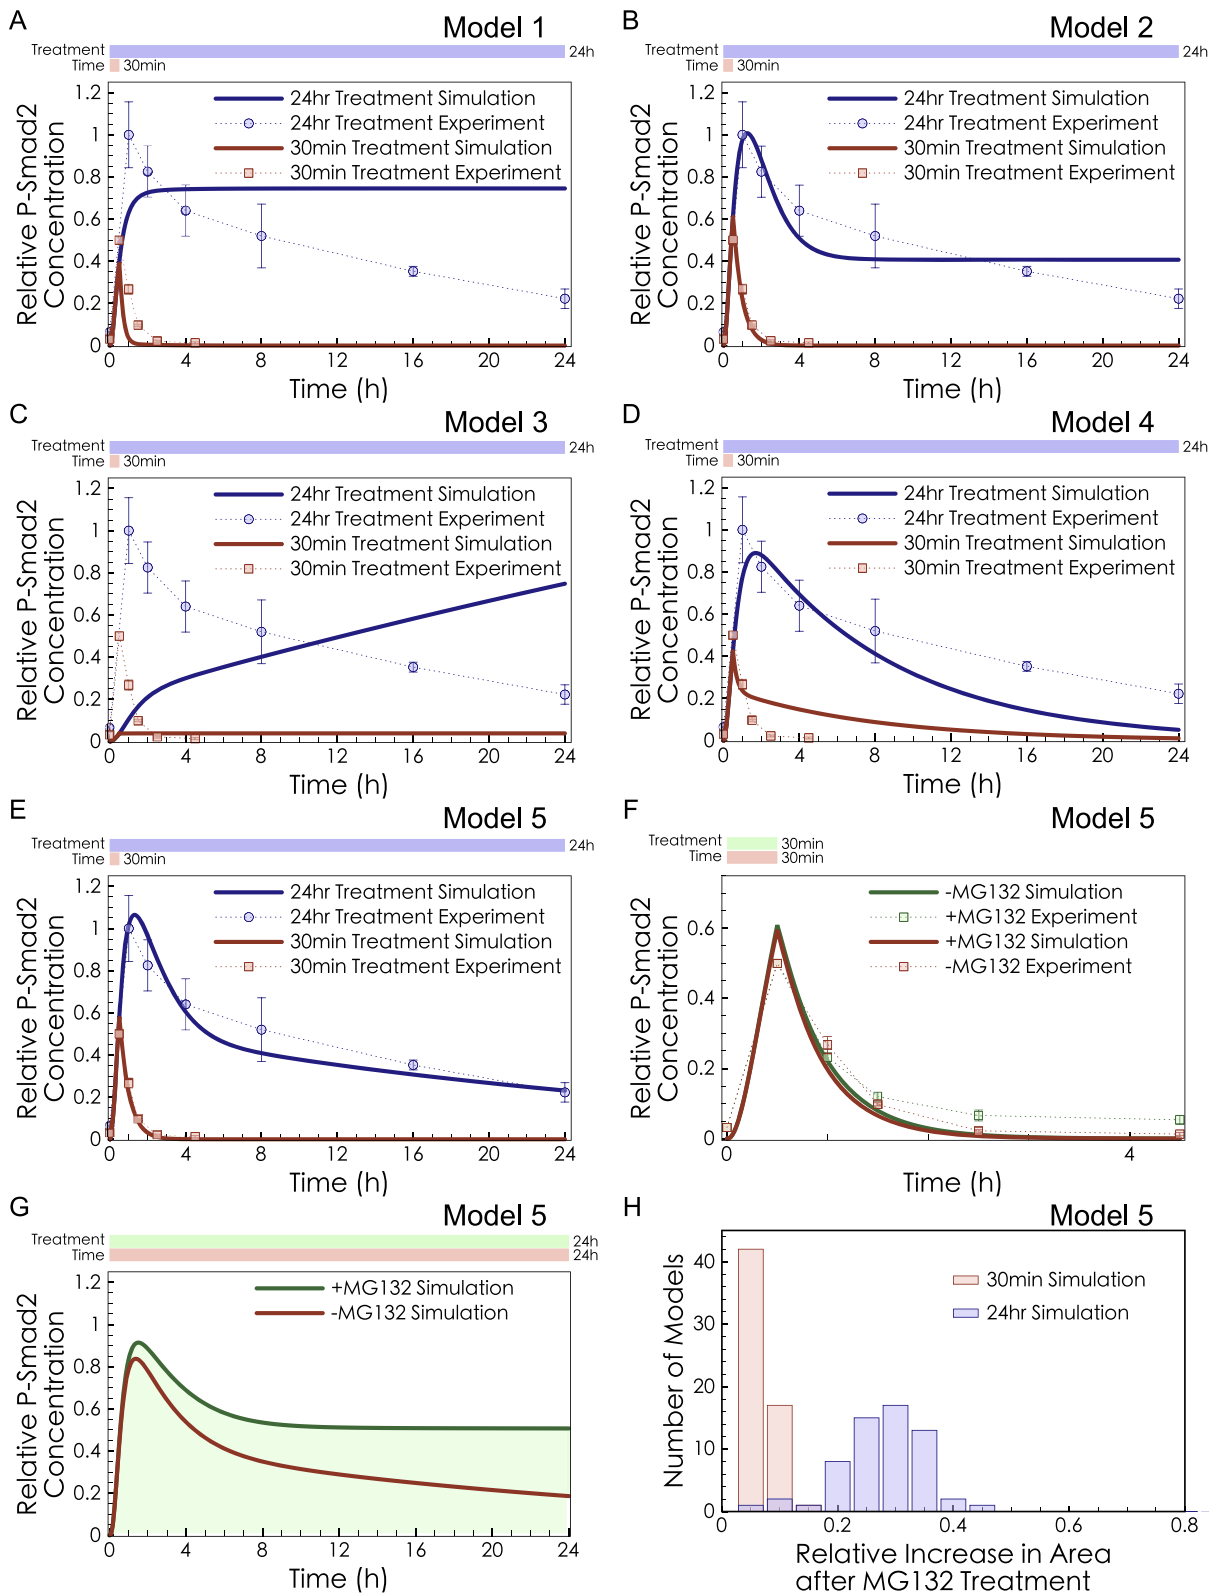 A
Model 1
Treatment
24h
Time
30min
1.2
1
0.8
0.6
0.4
0.2
0
Relative P-Smad2
Concentration
24hr Treatment Simulation
24hr Treatment Experiment
30min Treatment Simulation
30min Treatment Experiment
0
4
8
12
16
20
24
Time (h)
B
Model 2
Treatment
24h
Time
30min
1.2
1
0.8
0.6
0.4
0.2
0
Relative P-Smad2
Concentration
24hr Treatment Simulation
24hr Treatment Experiment
30min Treatment Simulation
30min Treatment Experiment
0
4
8
12
16
20
24
Time (h)
C
Model 3
Treatment
24h
Time
30min
1.2
1
0.8
0.6
0.4
0.2
0
Relative P-Smad2
Concentration
24hr Treatment Simulation
24hr Treatment Experiment
30min Treatment Simulation
30min Treatment Experiment
0
4
8
12
16
20
24
Time (h)
D
Model 4
Treatment
24h
Time
30min
1.2
1
0.8
0.6
0.4
0.2
0
Relative P-Smad2
Concentration
24hr Treatment Simulation
24hr Treatment Experiment
30min Treatment Simulation
30min Treatment Experiment
0
4
8
12
16
20
24
Time (h)
E
Model 5
Treatment
24h
Time
30min
1.2
1
0.8
0.6
0.4
0.2
0
Relative P-Smad2
Concentration
24hr Treatment Simulation
24hr Treatment Experiment
30min Treatment Simulation
30min Treatment Experiment
0
4
8
12
16
20
24
Time (h)
F
Model 5
Treatment
30min
Time
30min
0.6
0.4
0.2
0
Relative P-Smad2
Concentration
-MG132 Simulation
+MG132 Experiment
+MG132 Simulation
-MG132 Experiment
0
4
Time (h)
G
Model 5
Treatment
24h
Time
24h
1.2
1
0.8
0.6
0.4
0.2
0
Relative P-Smad2
Concentration
+MG132 Simulation
-MG132 Simulation
0
4
8
12
16
20
24
Time (h)
H
Model 5
40
30
20
10
0
Number of Models
30min Simulation
24hr Simulation
0
0.2
0.4
0.6
0.8
Relative Increase in Area
after MG132 Treatment